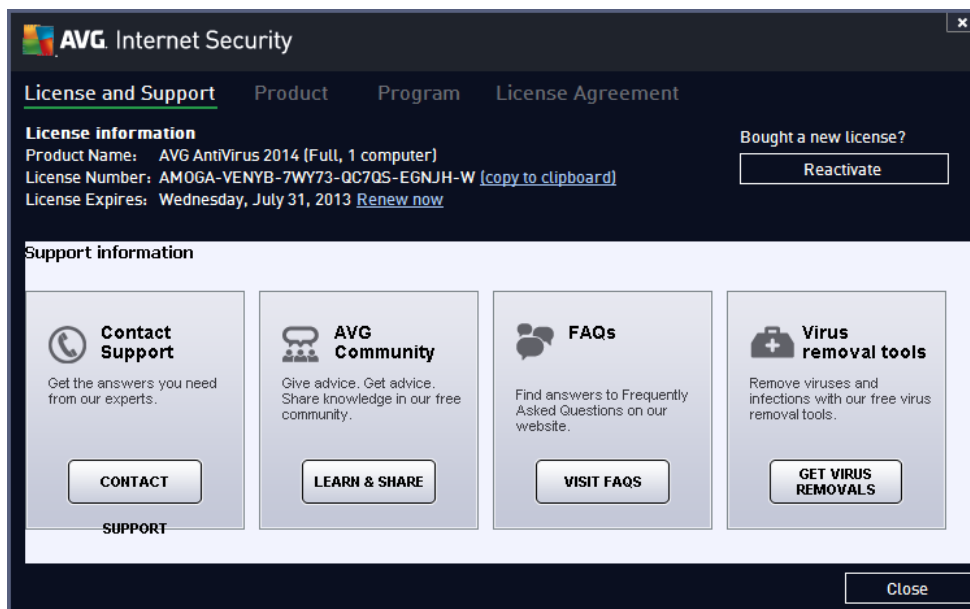 AVG. Internet Security
x
License and Support Product Program License Agreement
License information
Bought a new license?
Product Name: AVG AntiVirus 2014 (Full, 1 computer)
Reactivate
License Number: AMOGA-VENYB-7WY73-QC7QS-EGNJH-W (copy to clipboard)
License Expires: Wednesday, July 31, 2013 Renew now
Support information
Contact
Support
Get the answers you need
from our experts.
CONTACT
SUPPORT
AVG
Community
Give advice. Get advice.
Share knowledge in our free
community.
LEARN & SHARE
FAQs
Find answers to Frequently
Asked Questions on our
website.
VISIT FAQS
Virus
removal tools
Remove viruses and
infections with our free virus
removal tools.
GET VIRUS
REMOVALS
Close